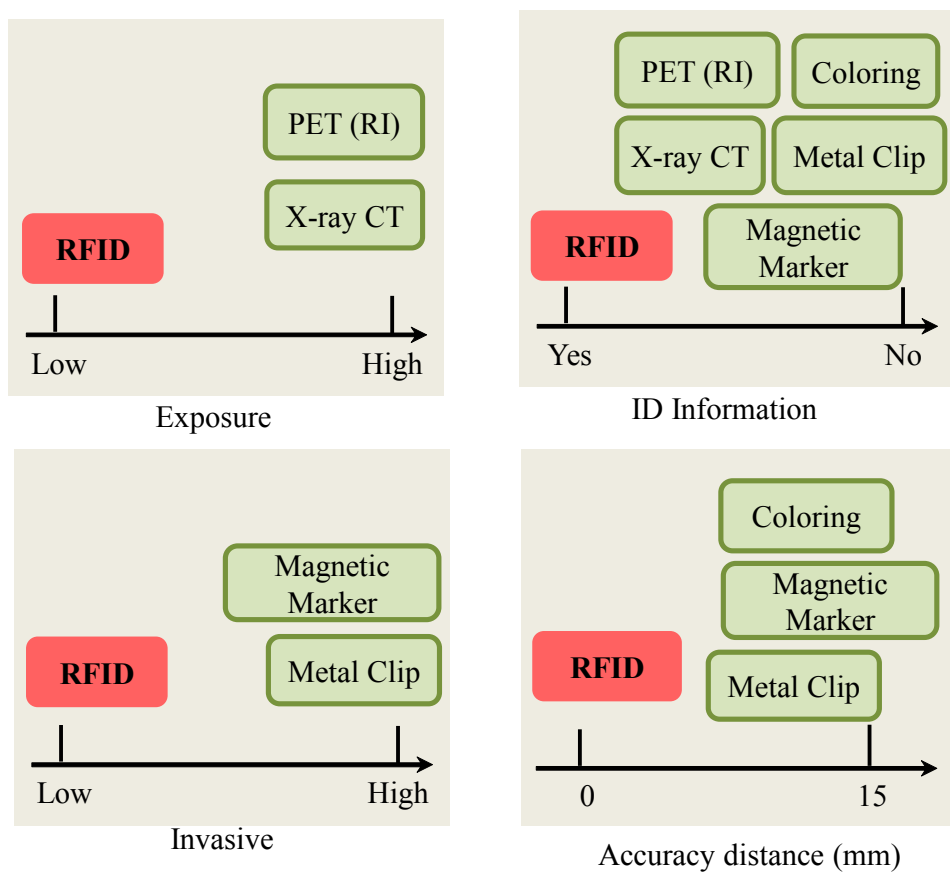 PET (RI)
X-ray CT
RFID
Low
High
Exposure
PET (RI)
Coloring
X-ray CT
Metal Clip
RFID
Magnetic
Marker
Yes
No
ID Information
Magnetic
Marker
RFID
Metal Clip
Low
High
Invasive
Coloring
Magnetic
Marker
RFID
Metal Clip
0
15
Accuracy distance (mm)